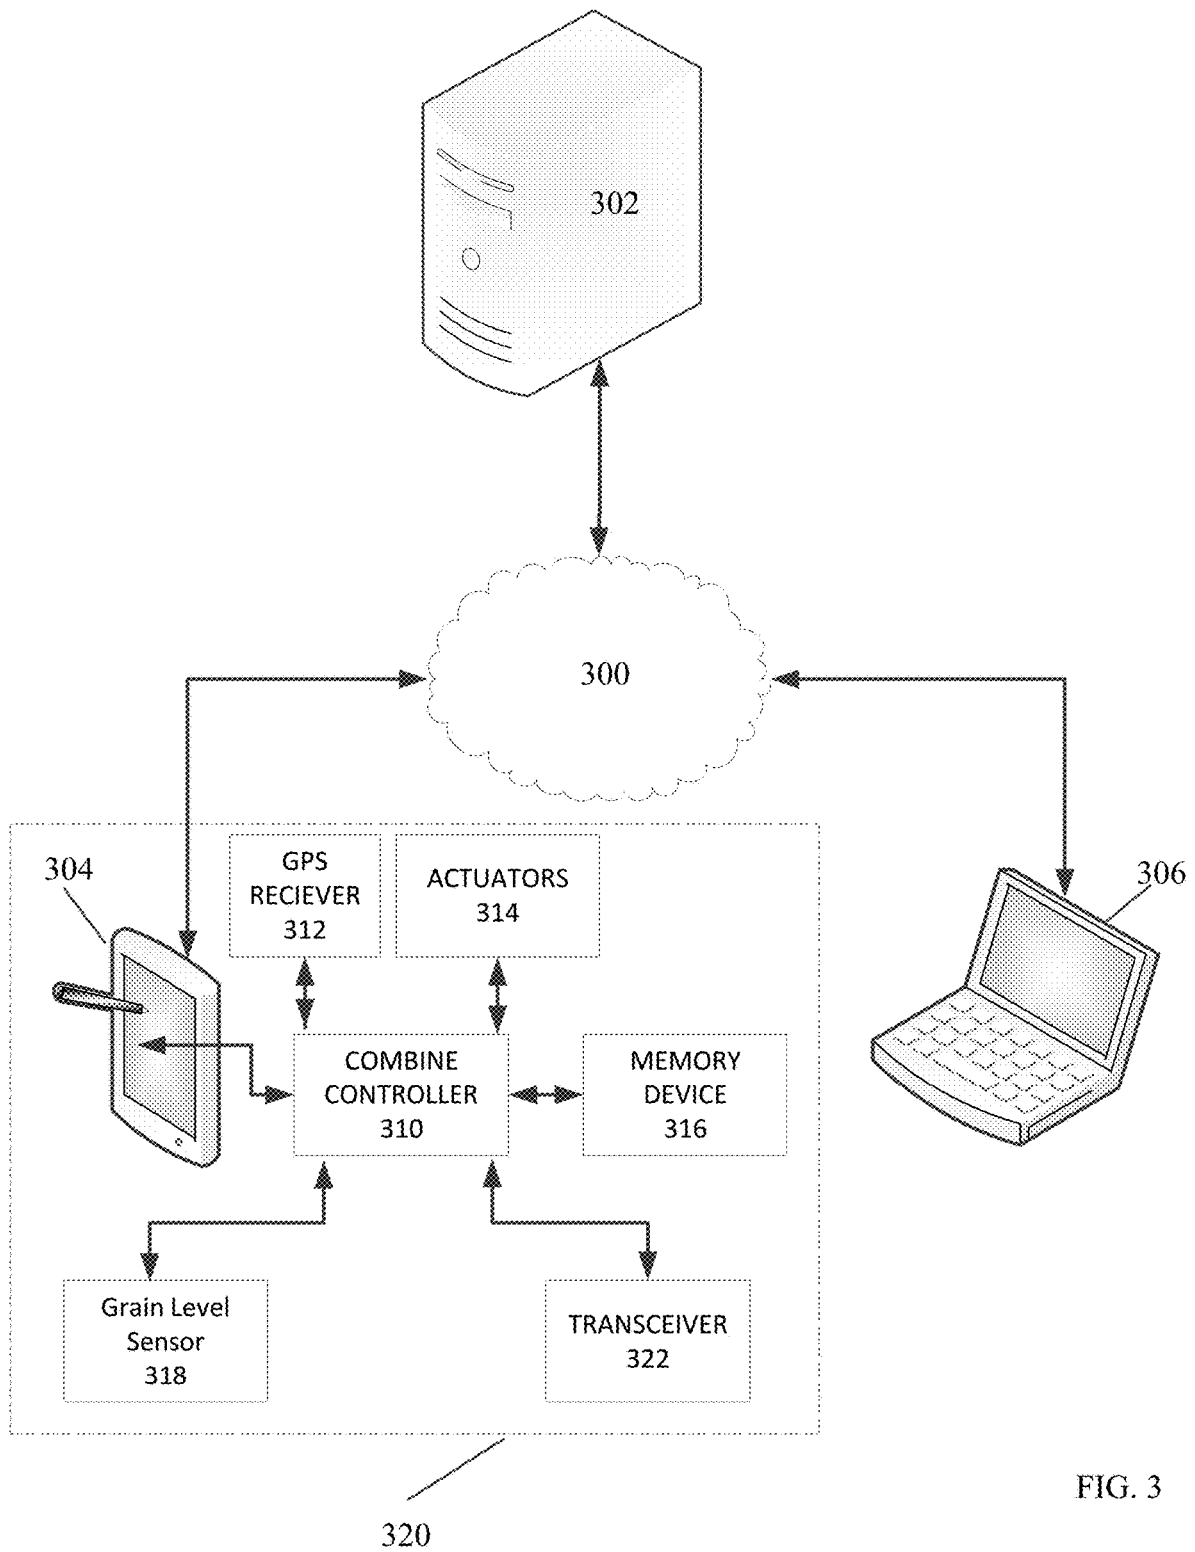 302
300
304
GPS
RECIEVER
312
ACTUATORS
314
306
COMBINE
CONTROLLER
310
MEMORY
DEVICE
316
Grain Level
Sensor
318
TRANSCEIVER
322
320
FIG. 3